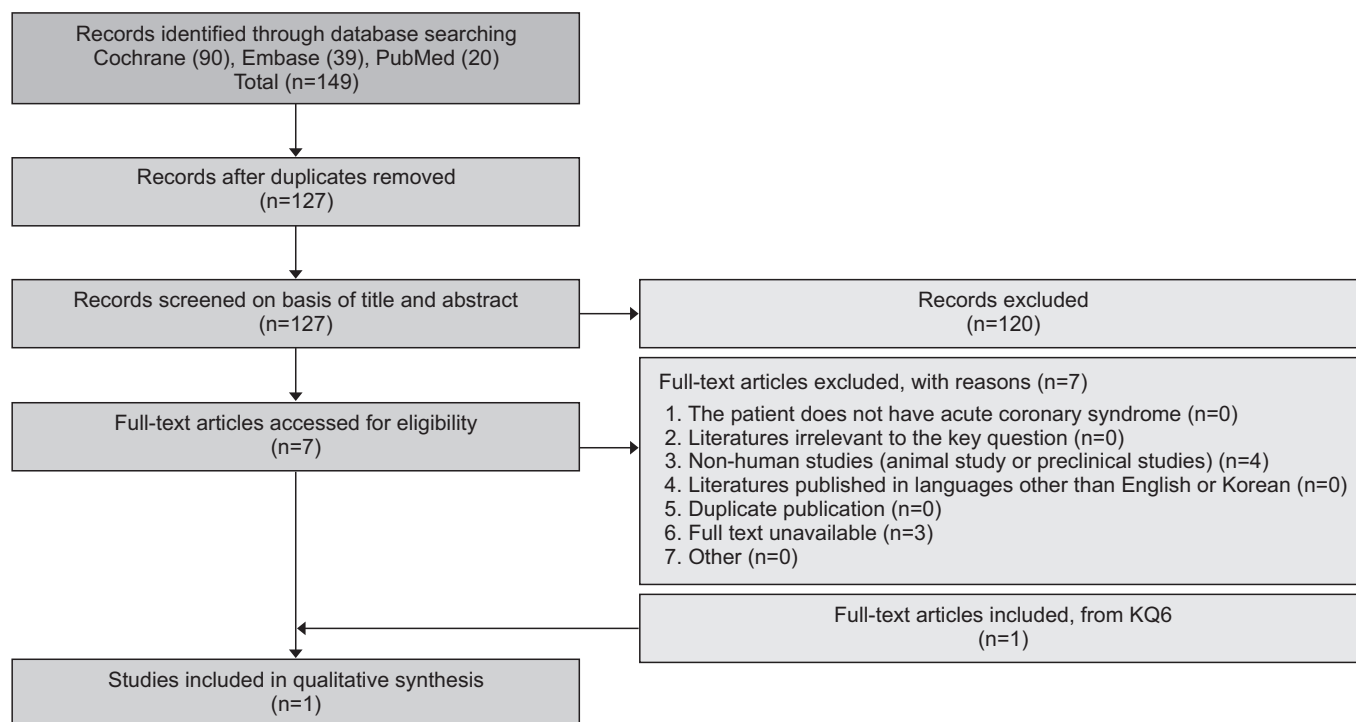 Records identified through database searching
Cochrane (90), Embase (39), PubMed (20)
Total (n=149)
Records after duplicates removed
(n=127)
Records screened on basis of title and abstract
(n=127)
Records excluded
(n=120)
Full-text articles accessed for eligibility
(n=7)
Full-text articles excluded, with reasons (n=7)
1. The patient does not have acute coronary syndrome (n=0)
2. Literatures irrelevant to the key question (n=0)
3. Non-human studies (animal study or preclinical studies) (n=4)
4. Literatures published in languages other than English or Korean (n=0)
5. Duplicate publication (n=0)
6. Full text unavailable (n=3)
7. Other (n=0)
Full-text articles included, from KQ6
(n=1)
Studies included in qualitative synthesis
(n=1)